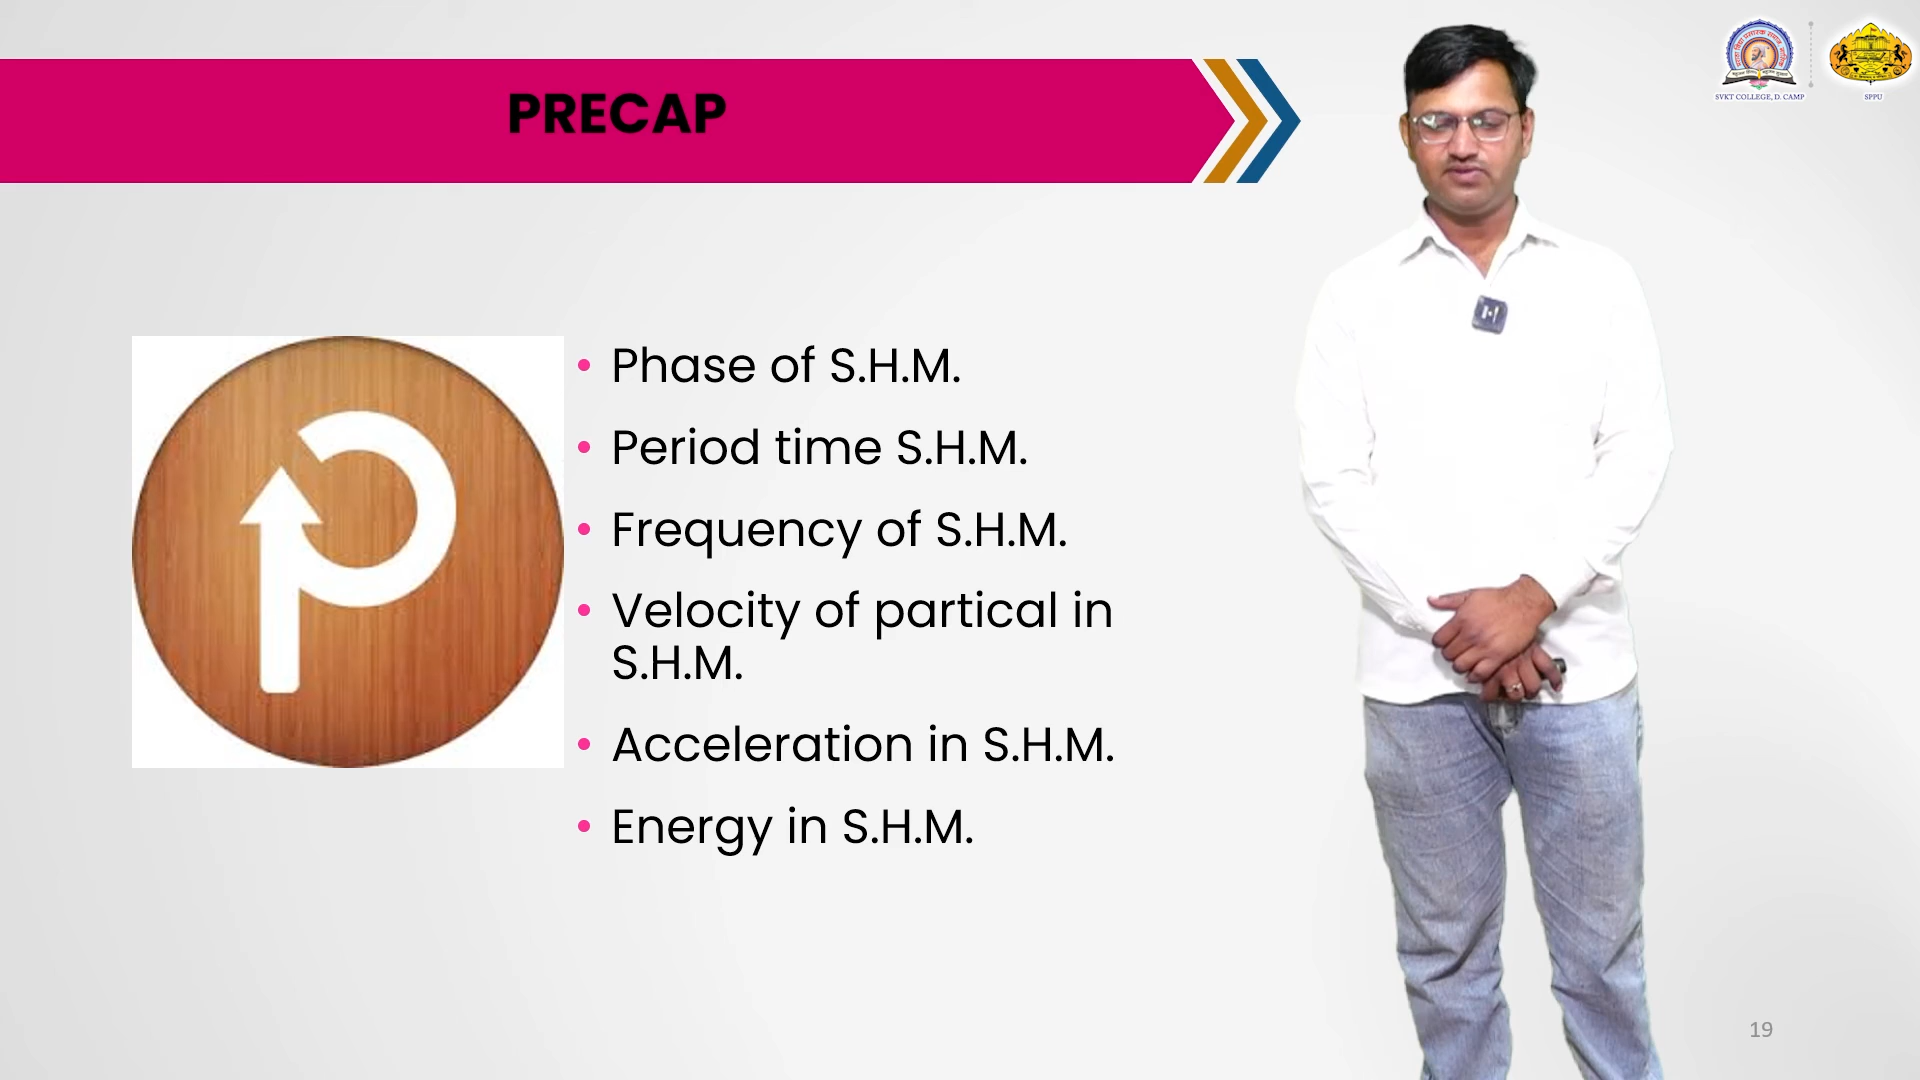 PRECAP
SVKT COLLEGE, D. CAMP
SPPU
• Phase of S.H.M.
• Period time S.H.M.
• Frequency of S.H.M.
• Velocity of partical in
S.H.M.
• Acceleration in S.H.M.
• Energy in S.H.M.
19